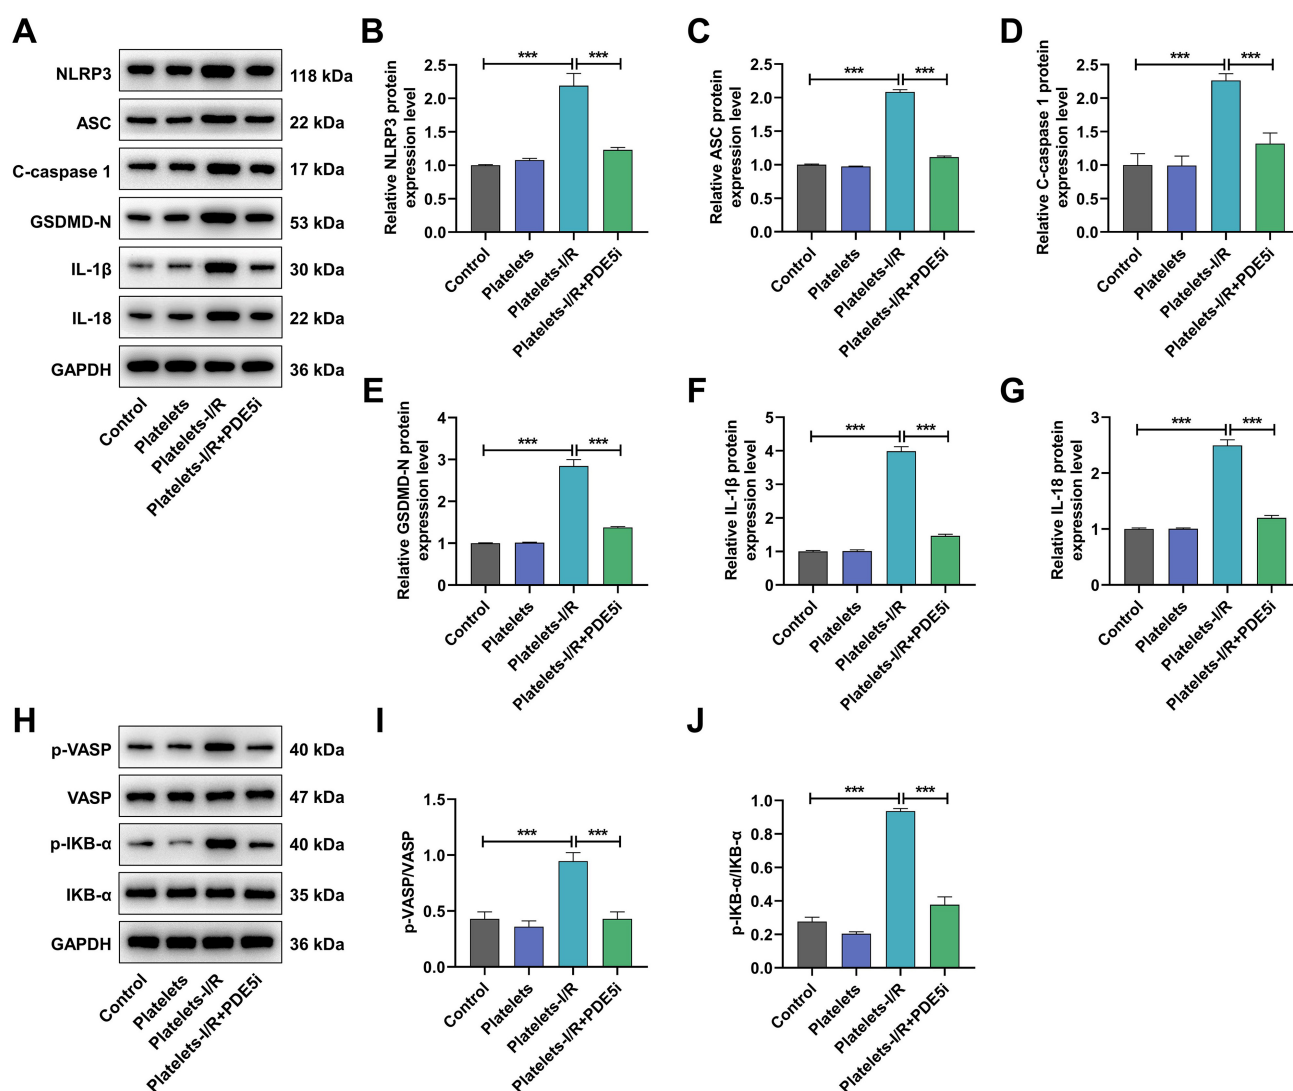 A
NLRP3
118 kDa
ASC
22 kDa
C-caspase 1
17 kDa
GSDMD-N
53 kDa
IL-1β
30 kDa
IL-18
22 kDa
GAPDH
36 kDa
Control
Platelets
Platelets-I/R
Platelets-I/R+PDE5i
B
Relative NLRP3 protein
expression level
2.5
2.0
1.5
1.0
0.5
0.0
***
***
Control
Platelets
Platelets-I/R
Platelets-I/R+PDE5i
C
Relative ASC protein
expression level
2.5
2.0
1.5
1.0
0.5
0.0
***
***
Control
Platelets
Platelets-I/R
Platelets-I/R+PDE5i
D
Relative C-caspase 1 protein
expression level
2.5
2.0
1.5
1.0
0.5
0.0
***
***
Control
Platelets
Platelets-I/R
Platelets-I/R+PDE5i
E
Relative GSDMD-N protein
expression level
4
3
2
1
0
***
***
Control
Platelets
Platelets-I/R
Platelets-I/R+PDE5i
F
Relative IL-1β protein
expression level
5
4
3
2
1
0
***
***
Control
Platelets
Platelets-I/R
Platelets-I/R+PDE5i
G
Relative IL-18 protein
expression level
3
2
1
0
***
***
Control
Platelets
Platelets-I/R
Platelets-I/R+PDE5i
H
p-VASP
40 kDa
VASP
47 kDa
p-IKB-α
40 kDa
IKB-α
35 kDa
GAPDH
36 kDa
Control
Platelets
Platelets-I/R
Platelets-I/R+PDE5i
I
p-VASP/VASP
1.5
1.0
0.5
0.0
***
***
Control
Platelets
Platelets-I/R
Platelets-I/R+PDE5i
J
p-IKB-α/IKB-α
1.0
0.8
0.6
0.4
0.2
0.0
***
***
Control
Platelets
Platelets-I/R
Platelets-I/R+PDE5i